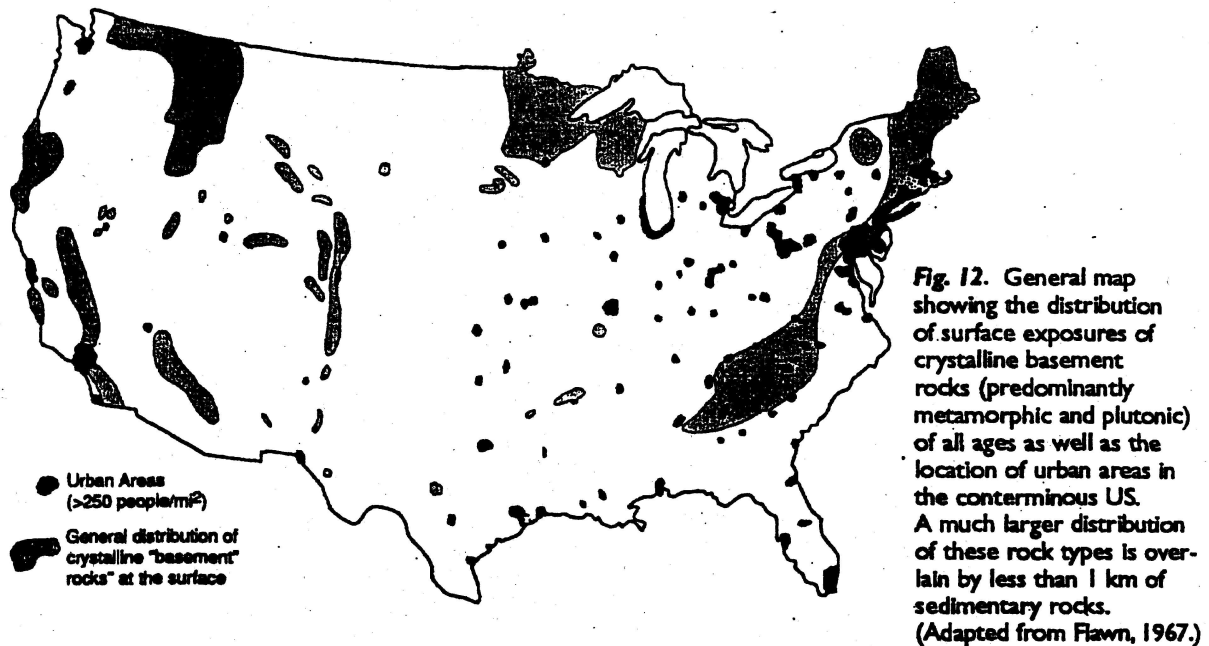 Fig. 12. General map
showing the distribution
of surface exposures of
crystalline basement
rocks (predominantly
metamorphic and plutonic)
of all ages as well as the
location of urban areas in
the conterminous US.
A much larger distribution
of these rock types is over-
lain by less than 1 km of
sedimentary rocks.
(Adapted from Flawn, 1967.)
Urban Areas
(>250 people/mi²)
General distribution of
crystalline "basement"
rocks" at the surface